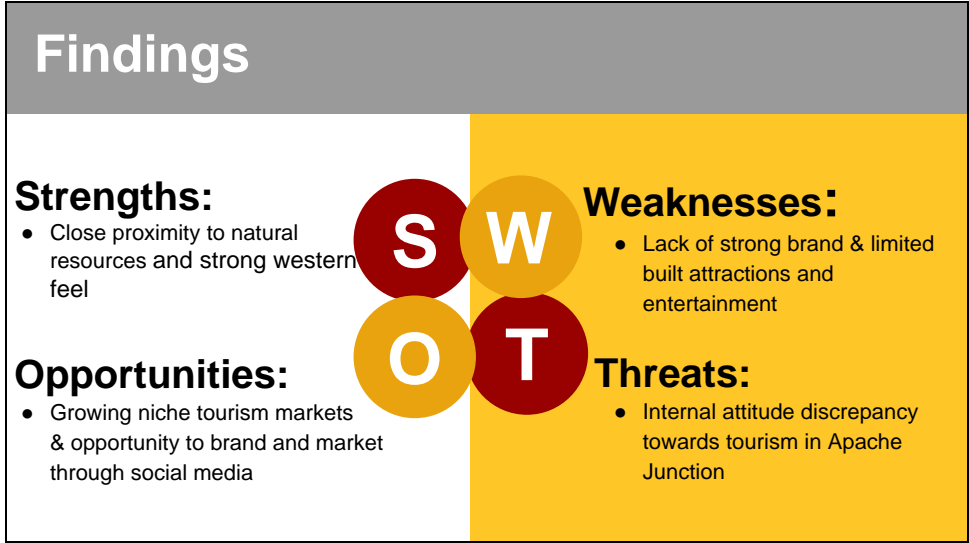 Findings
Strengths:
● Close proximity to natural
resources and strong western
feel
S
W
Weaknesses:
● Lack of strong brand & limited
built attractions and
entertainment
Opportunities:
● Growing niche tourism markets
& opportunity to brand and market
through social media
O
T
Threats:
● Internal attitude discrepancy
towards tourism in Apache
Junction